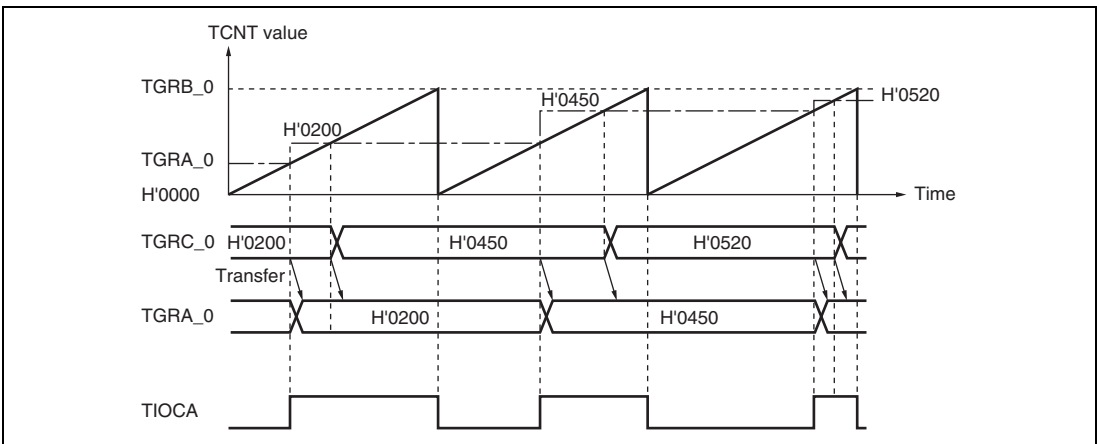 TCNT value
TGRB_0
H'0520
H'0450
H'0200
TGRA_0
H'0000
Time
TGRC_0 H'0200 H'0450 H'0520
Transfer
TGRA_0 H'0200 H'0450
TIOCA